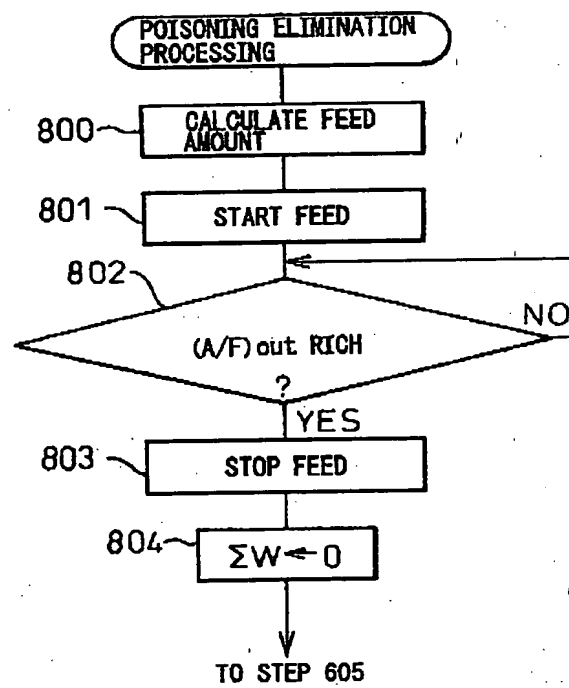 POISONING ELIMINATION
PROCESSING
800
CALCULATE FEED
AMOUNT
801
START FEED
802
(A/F) out RICH
?
NO
YES
803
STOP FEED
804
ΣW←0
TO STEP 605